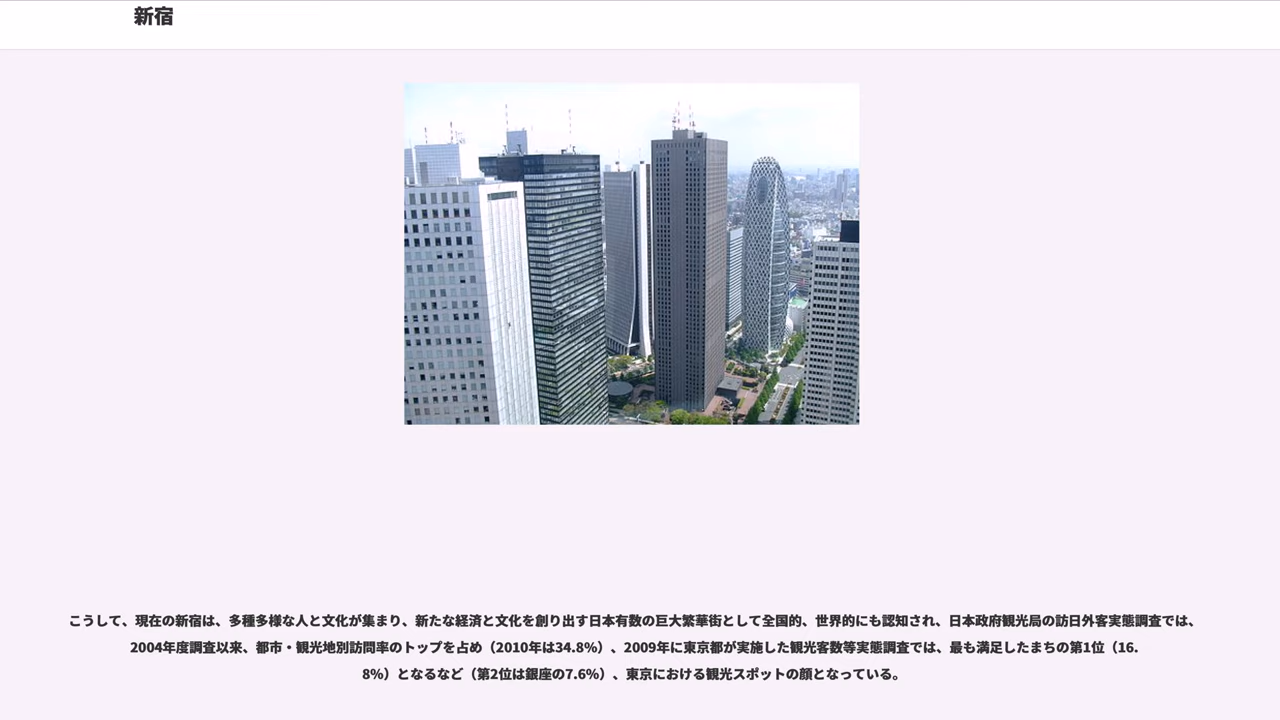 新宿
こうして、現在の新宿は、多種多様な人と文化が集まり、新たな経済と文化を創り出す日本有数の巨大繁華街として全国的、世界的にも認知され、日本政府観光局の訪日外客実態調査では、
2004年度調査以来、都市・観光地別訪問率のトップを占め（2010年は34.8%）、2009年に東京都が実施した観光客数等実態調査では、最も満足したまちの第1位（16.
8%）となるなど（第2位は銀座の7.6%）、東京における観光スポットの顔となっている。